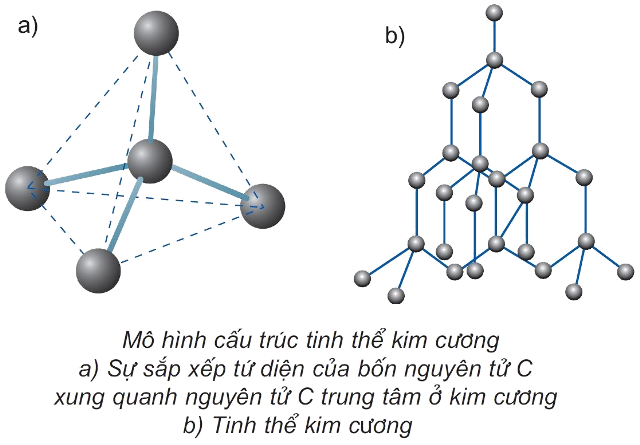 a)
b)
Mô hình cấu trúc tinh thể kim cương
a) Sự sắp xếp tứ diện của bốn nguyên tử C
xung quanh nguyên tử C trung tâm ở kim cương
b) Tinh thể kim cương